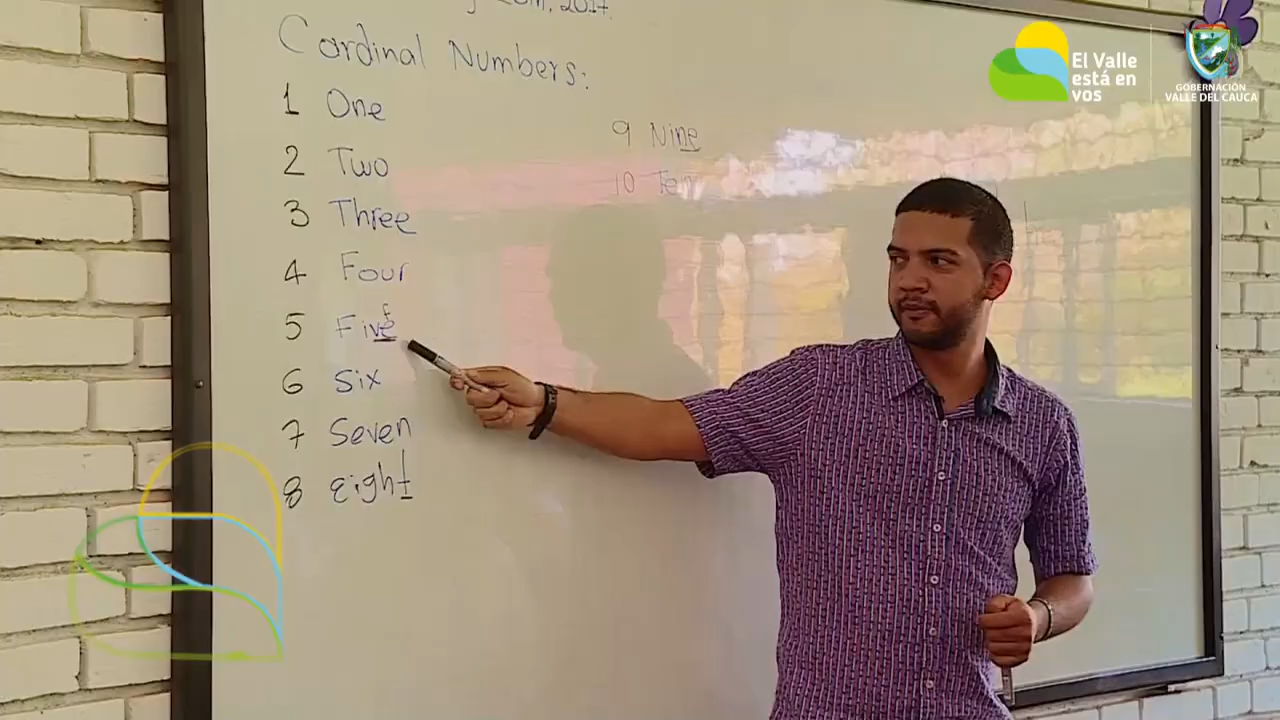 2017.
Cardinal Numbers:
1 One
2 Two
3 Three
4 Four
f
5 Five
6 Six
7 Seven
8 eight
9 Nine
10 Ten
El Valle
está en
vos
GOBERNACIÓN
VALLE DEL CAUCA